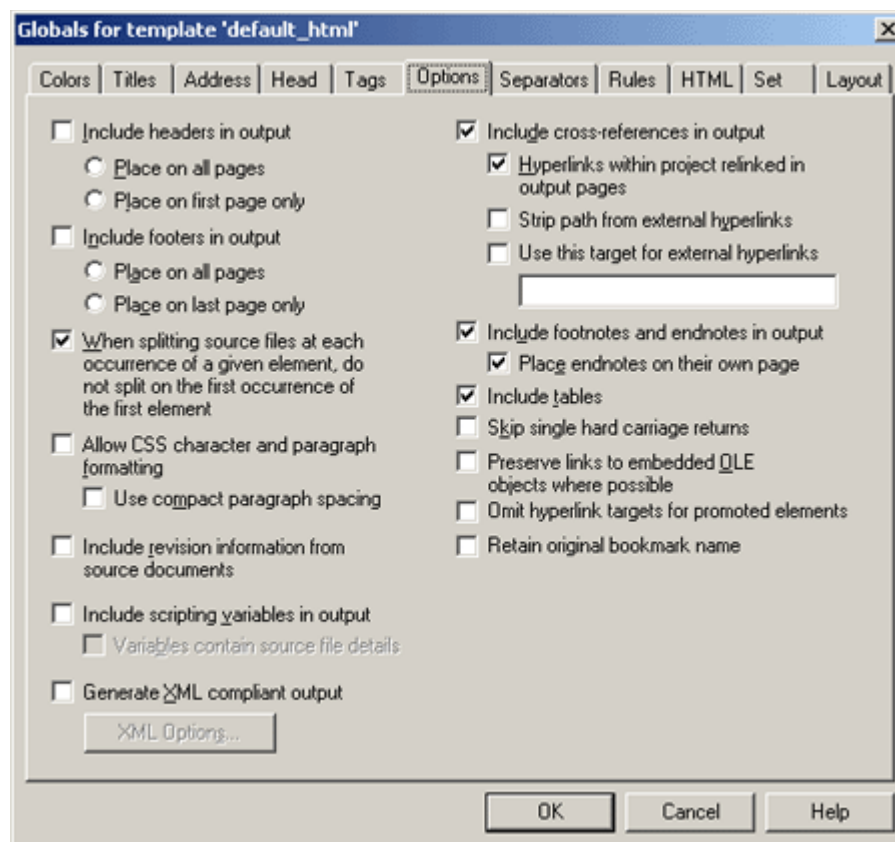 Globals for template 'default_html'
Colors Titles Address Head Tags Options Separators Rules HTML Set Layout
Include headers in output
Place on all pages
Place on first page only
Include footers in output
Place on all pages
Place on last page only
When splitting source files at each
occurrence of a given element, do
not split on the first occurrence of
the first element
Allow CSS character and paragraph
formatting
Use compact paragraph spacing
Include revision information from
source documents
Include scripting variables in output
Variables contain source file details
Generate XML compliant output
XML Options...
Include cross-references in output
Hyperlinks within project relinked in
output pages
Strip path from external hyperlinks
Use this target for external hyperlinks
Include footnotes and endnotes in output
Place endnotes on their own page
Include tables
Skip single hard carriage returns
Preserve links to embedded OLE
objects where possible
Omit hyperlink targets for promoted elements
Retain original bookmark name
OK Cancel Help